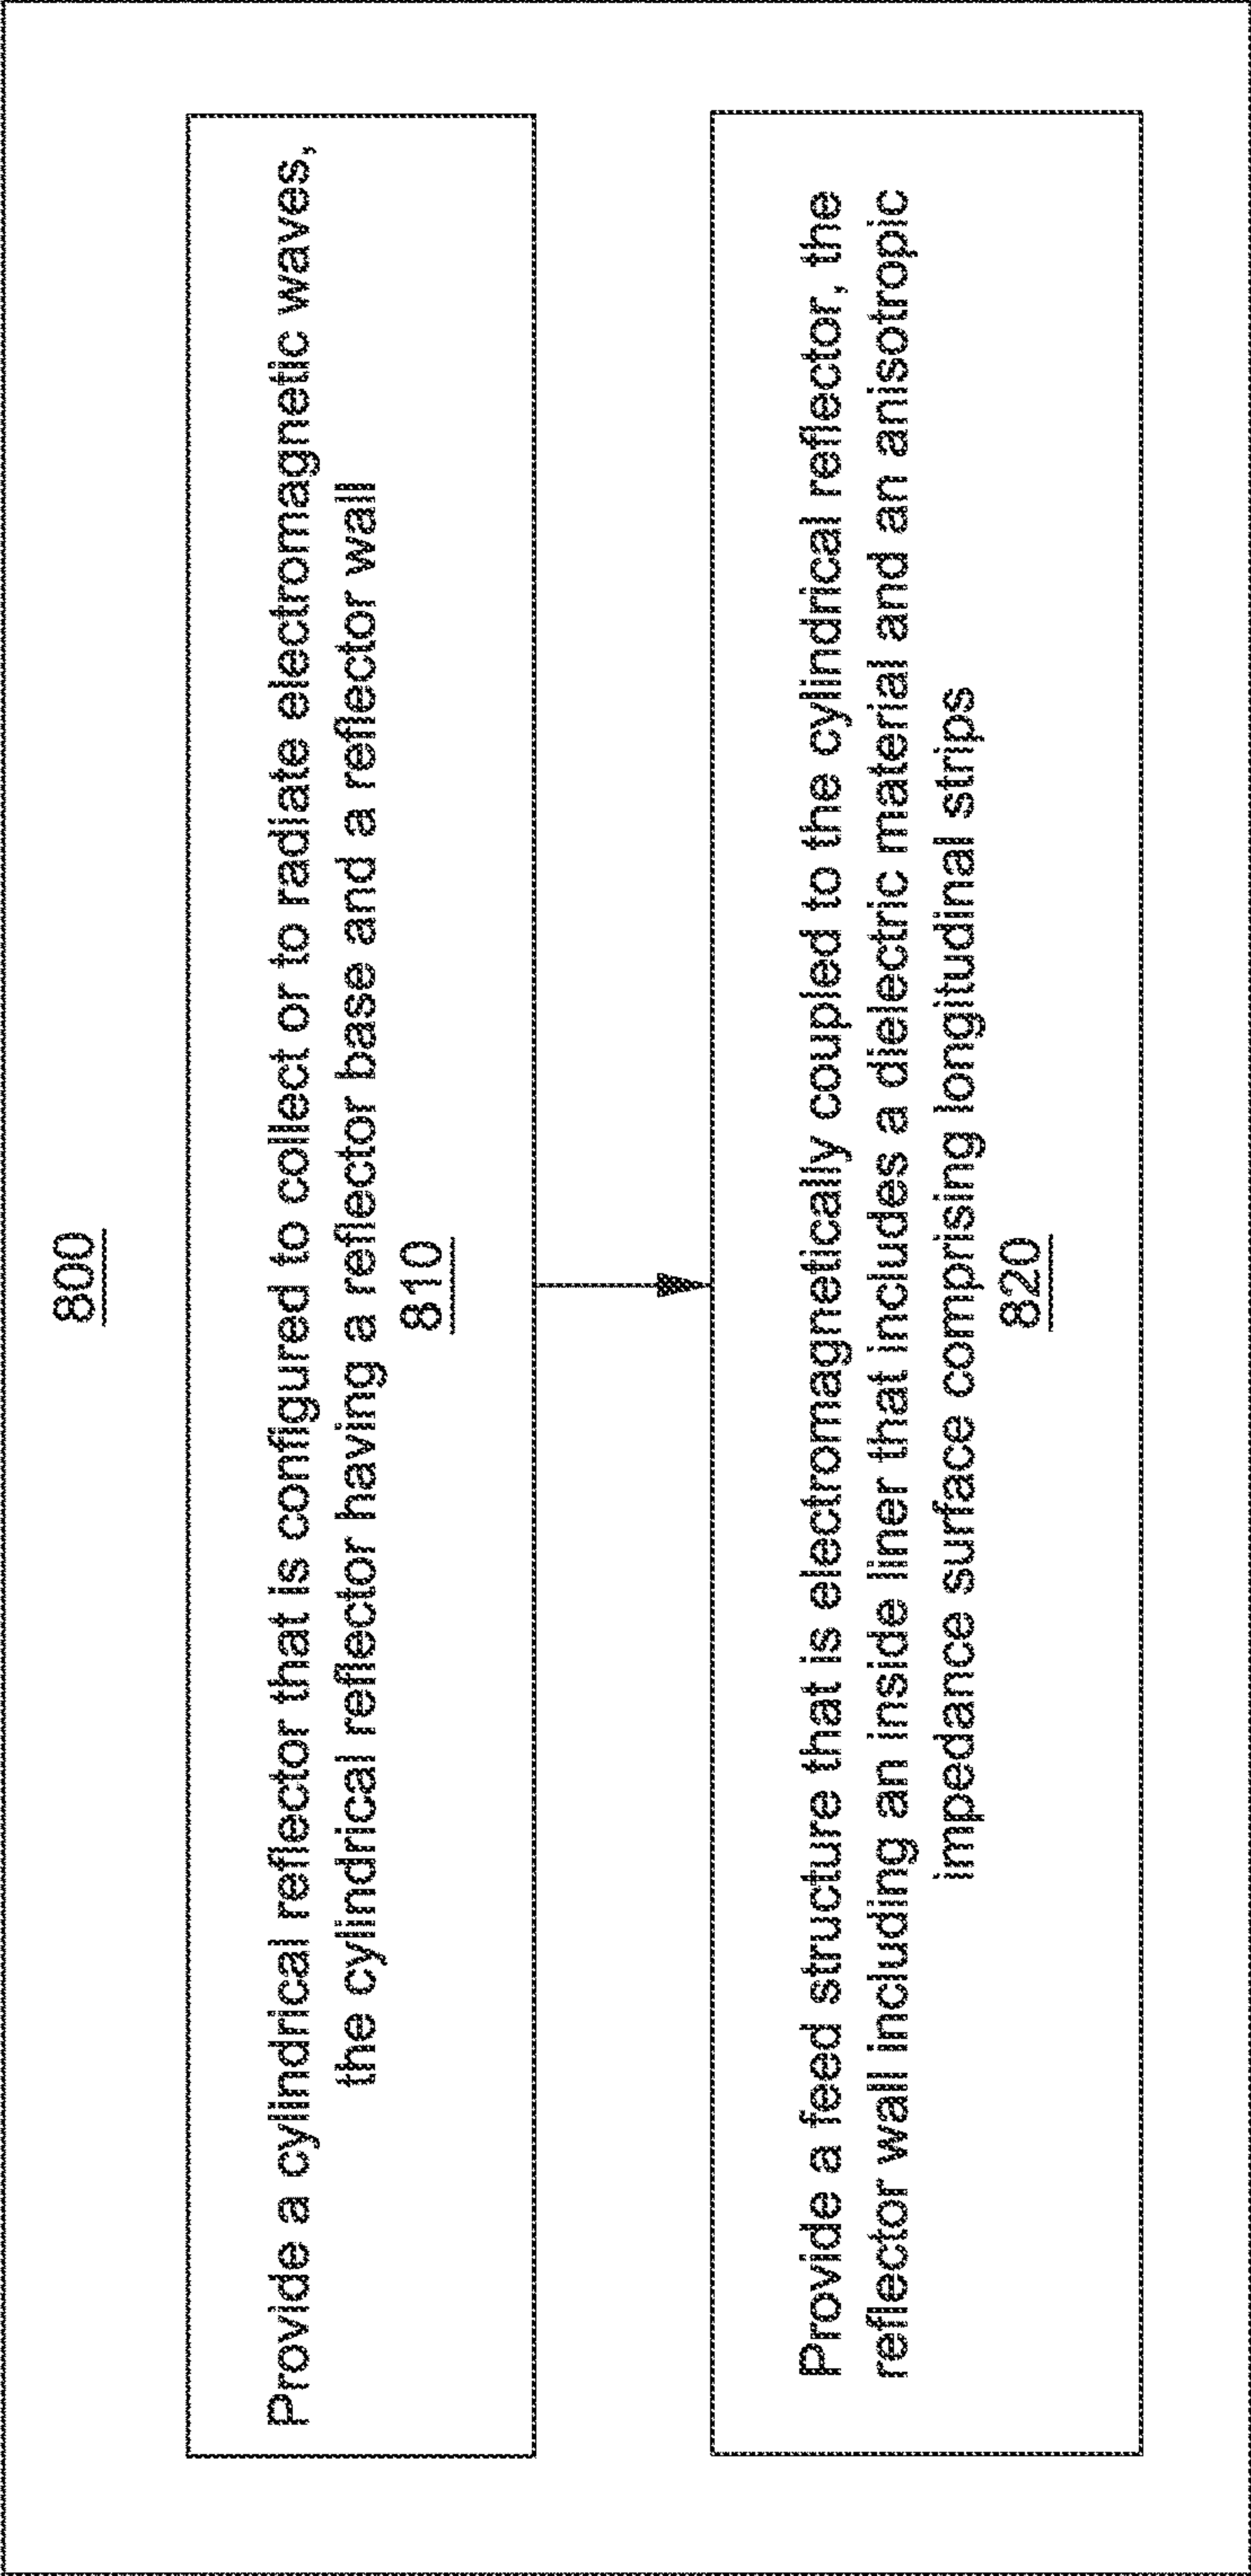 800
Provide a cylindrical reflector that is configured to collect or to radiate electromagnetic waves,
the cylindrical reflector having a reflector base and a reflector wall
810
Provide a feed structure that is electromagnetically coupled to the cylindrical reflector, the
reflector wall including an inside liner that includes a dielectric material and an anisotropic
impedance surface comprising longitudinal strips
820